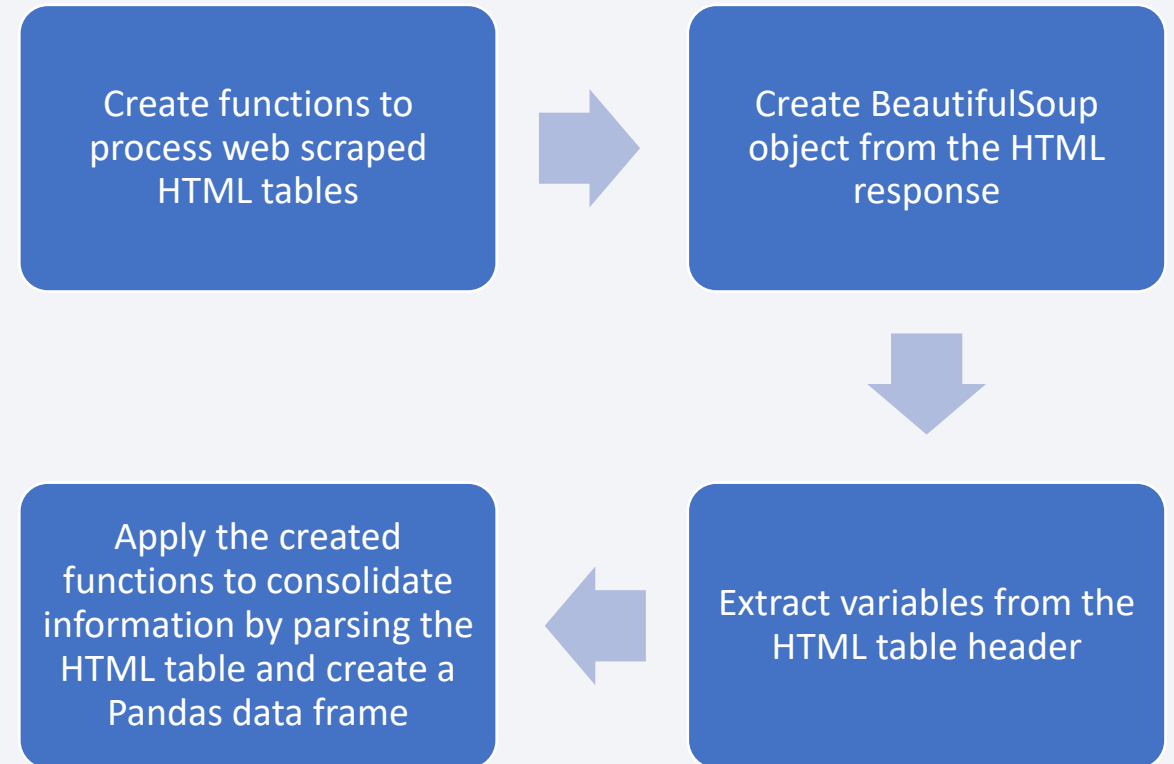 Create functions to
process web scraped
HTML tables
Create BeautifulSoup
object from the HTML
response
Extract variables from the
HTML table header
Apply the created
functions to consolidate
information by parsing the
HTML table and create a
Pandas data frame